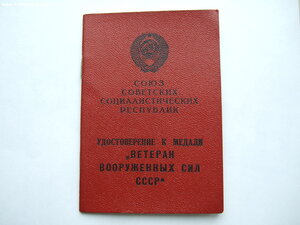 СОЮЗ
СОВЕТСКИХ
СОЦИАЛИСТИЧЕСКИХ
РЕСПУБЛИК
УДОСТОВЕРЕНИЕ К МЕДАЛИ
„ВЕТЕРАН
ВООРУЖЕННЫХ СИЛ
СССР“